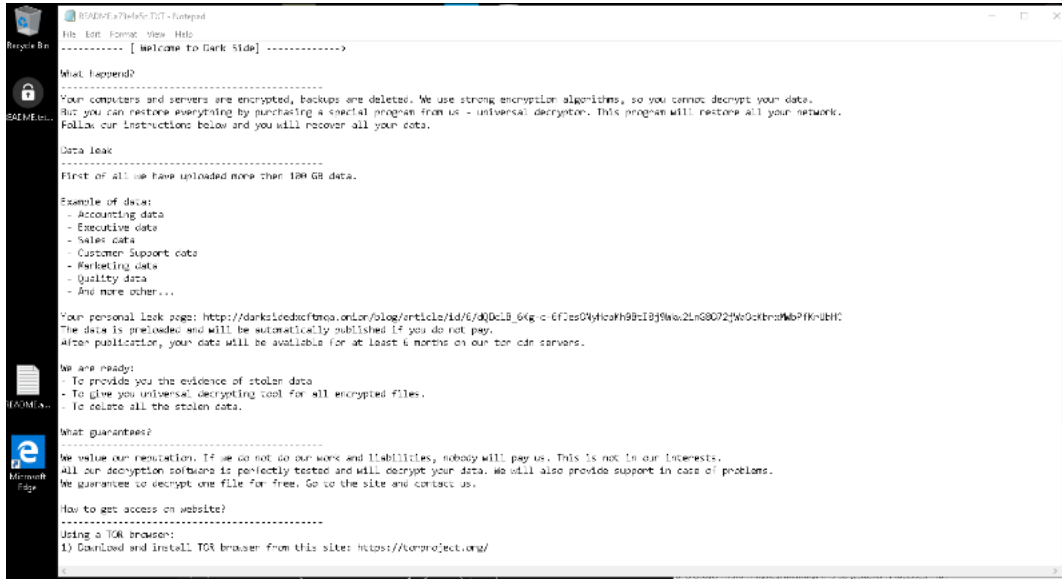 Recycle Bin
Microsoft
Edge
- Notepad
File Edit Format View Help
----------- [ Welcome to Dark Side] ------------->
What happend?
----------------------------------------------
Your computers and servers are encrypted, backups are deleted. We use strong encryption algorithms, so you cannot decrypt your data.
But you can restore everything by purchasing a special program from us - universal decryptor. This program will restore all your network.
Follow our instructions below and you will recover all your data.
Data leak
----------------------------------------------
First of all we have uploaded more then 100 GB data.
Example of data:
- Accounting data
- Executive data
- Sales data
- Customer Support data
- Marketing data
- Quality data
- And more other...
Your personal leak page:
The data is preloaded and will be automatically published if you do not pay.
After publication, your data will be available for at least 6 months on our tor cdn servers.
We are ready:
- To provide you the evidence of stolen data
- To give you universal decrypting tool for all encrypted files.
- To delete all the stolen data.
What guarantees?
----------------------------------------------
We value our reputation. If we do not do our work and liabilities, nobody will pay us. This is not in our interests.
All our decryption software is perfectly tested and will decrypt your data. We will also provide support in case of problems.
We guarantee to decrypt one file for free. Go to the site and contact us.
How to get access on website?
----------------------------------------------
Using a TOR browser:
1) Download and install TOR browser from this site: https://torproject.org/